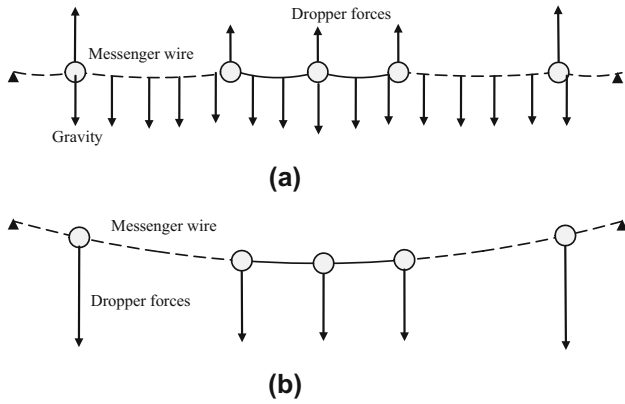 Dropper forces
Messenger wire
Gravity
(a)
Messenger wire
Dropper forces
(b)